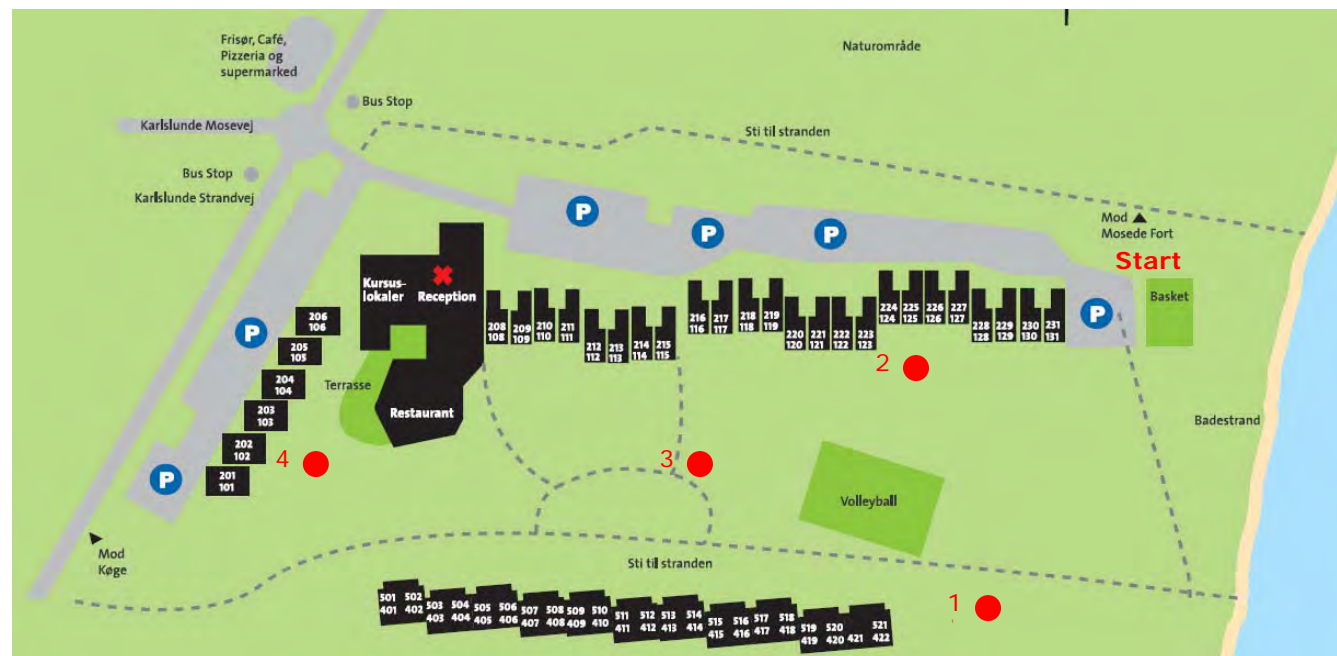 Frisør, Café,
Pizzeria og
supermarked
Naturområde
Bus Stop
Karlslunde Mosevej
Sti til stranden
Bus Stop
Karlslunde Strandvej
P
P
P
Mod
Mosede Fort
Start
Kursus-
lokaler
Reception
Basket
P
P
206
106
205
105
204
104
203
103
202
102
201
101
208
108
209
109
210
110
211
111
212
112
213
113
214
114
215
115
216
116
217
117
218
118
219
119
220
120
221
121
222
122
223
123
224
124
225
125
226
126
227
127
228
128
229
129
230
130
231
131
2
Terrasse
Restaurant
Badestrand
4
3
P
Volleyball
Mod
Køge
Sti til stranden
1
501 502
401 402
503 504
403 404
505 506
405 406
507 508
407 408
509 510
409 410
511 512
411 412
513 514
413 414
515 516
415 416
517 518
417 418
519 520
419 420
521
421 422